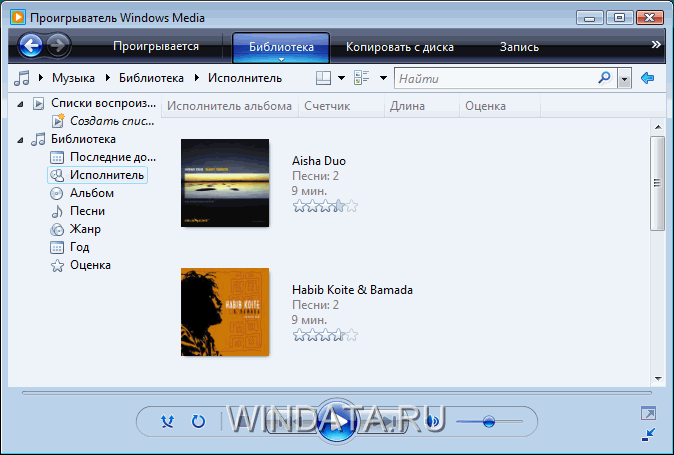 Проигрыватель Windows Media
Проигрывается Библиотека Копировать с диска Запись »
Музыка Библиотека Исполнитель Найти
Списки воспроиз...
Создать спис...
Библиотека
Последние до...
Исполнитель
Альбом
Песни
Жанр
Год
Оценка
Исполнитель альбома Счетчик Длина Оценка
Aisha Duo
Песни: 2
9 мин.
HABIB KOITE
& BAMADA
Habib Koite & Bamada
Песни: 2
9 мин.
WINDATA.RU